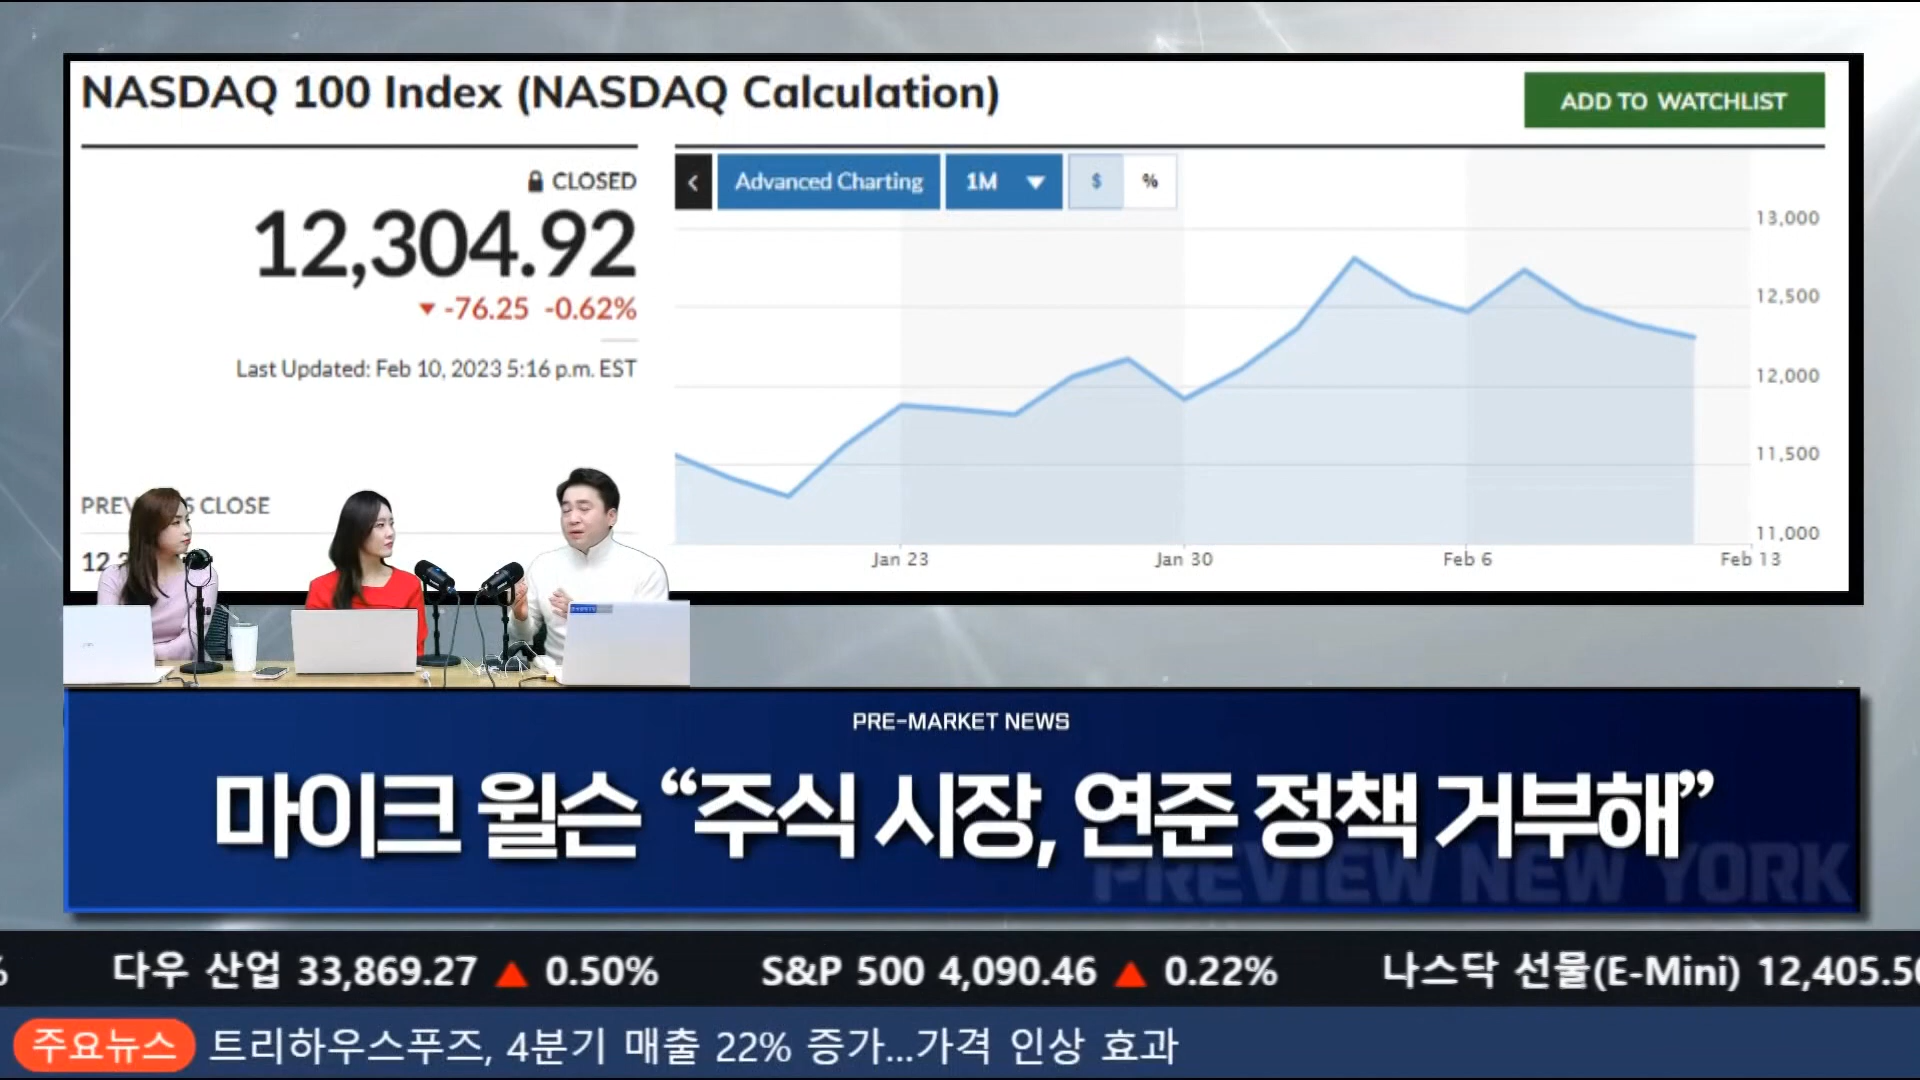 NASDAQ 100 Index (NASDAQ Calculation)
ADD TO WATCHLIST
CLOSED
12,304.92
-76.25 -0.62%
Last Updated: Feb 10, 2023 5:16 p.m. EST
CLOSE
Advanced Charting 1M $ %
13,000
12,500
12,000
11,500
11,000
Jan 23 Jan 30 Feb 6 Feb 13
PRE-MARKET NEWS
마이크 윌슨 “주식 시장, 연준 정책 거부해”
PREVIEW NEW YORK
% 다우 산업 33,869.27 ▲ 0.50% S&P 500 4,090.46 ▲ 0.22% 나스닥 선물(E-Mini) 12,405.50
주요뉴스 트리하우스푸즈, 4분기 매출 22% 증가...가격 인상 효과